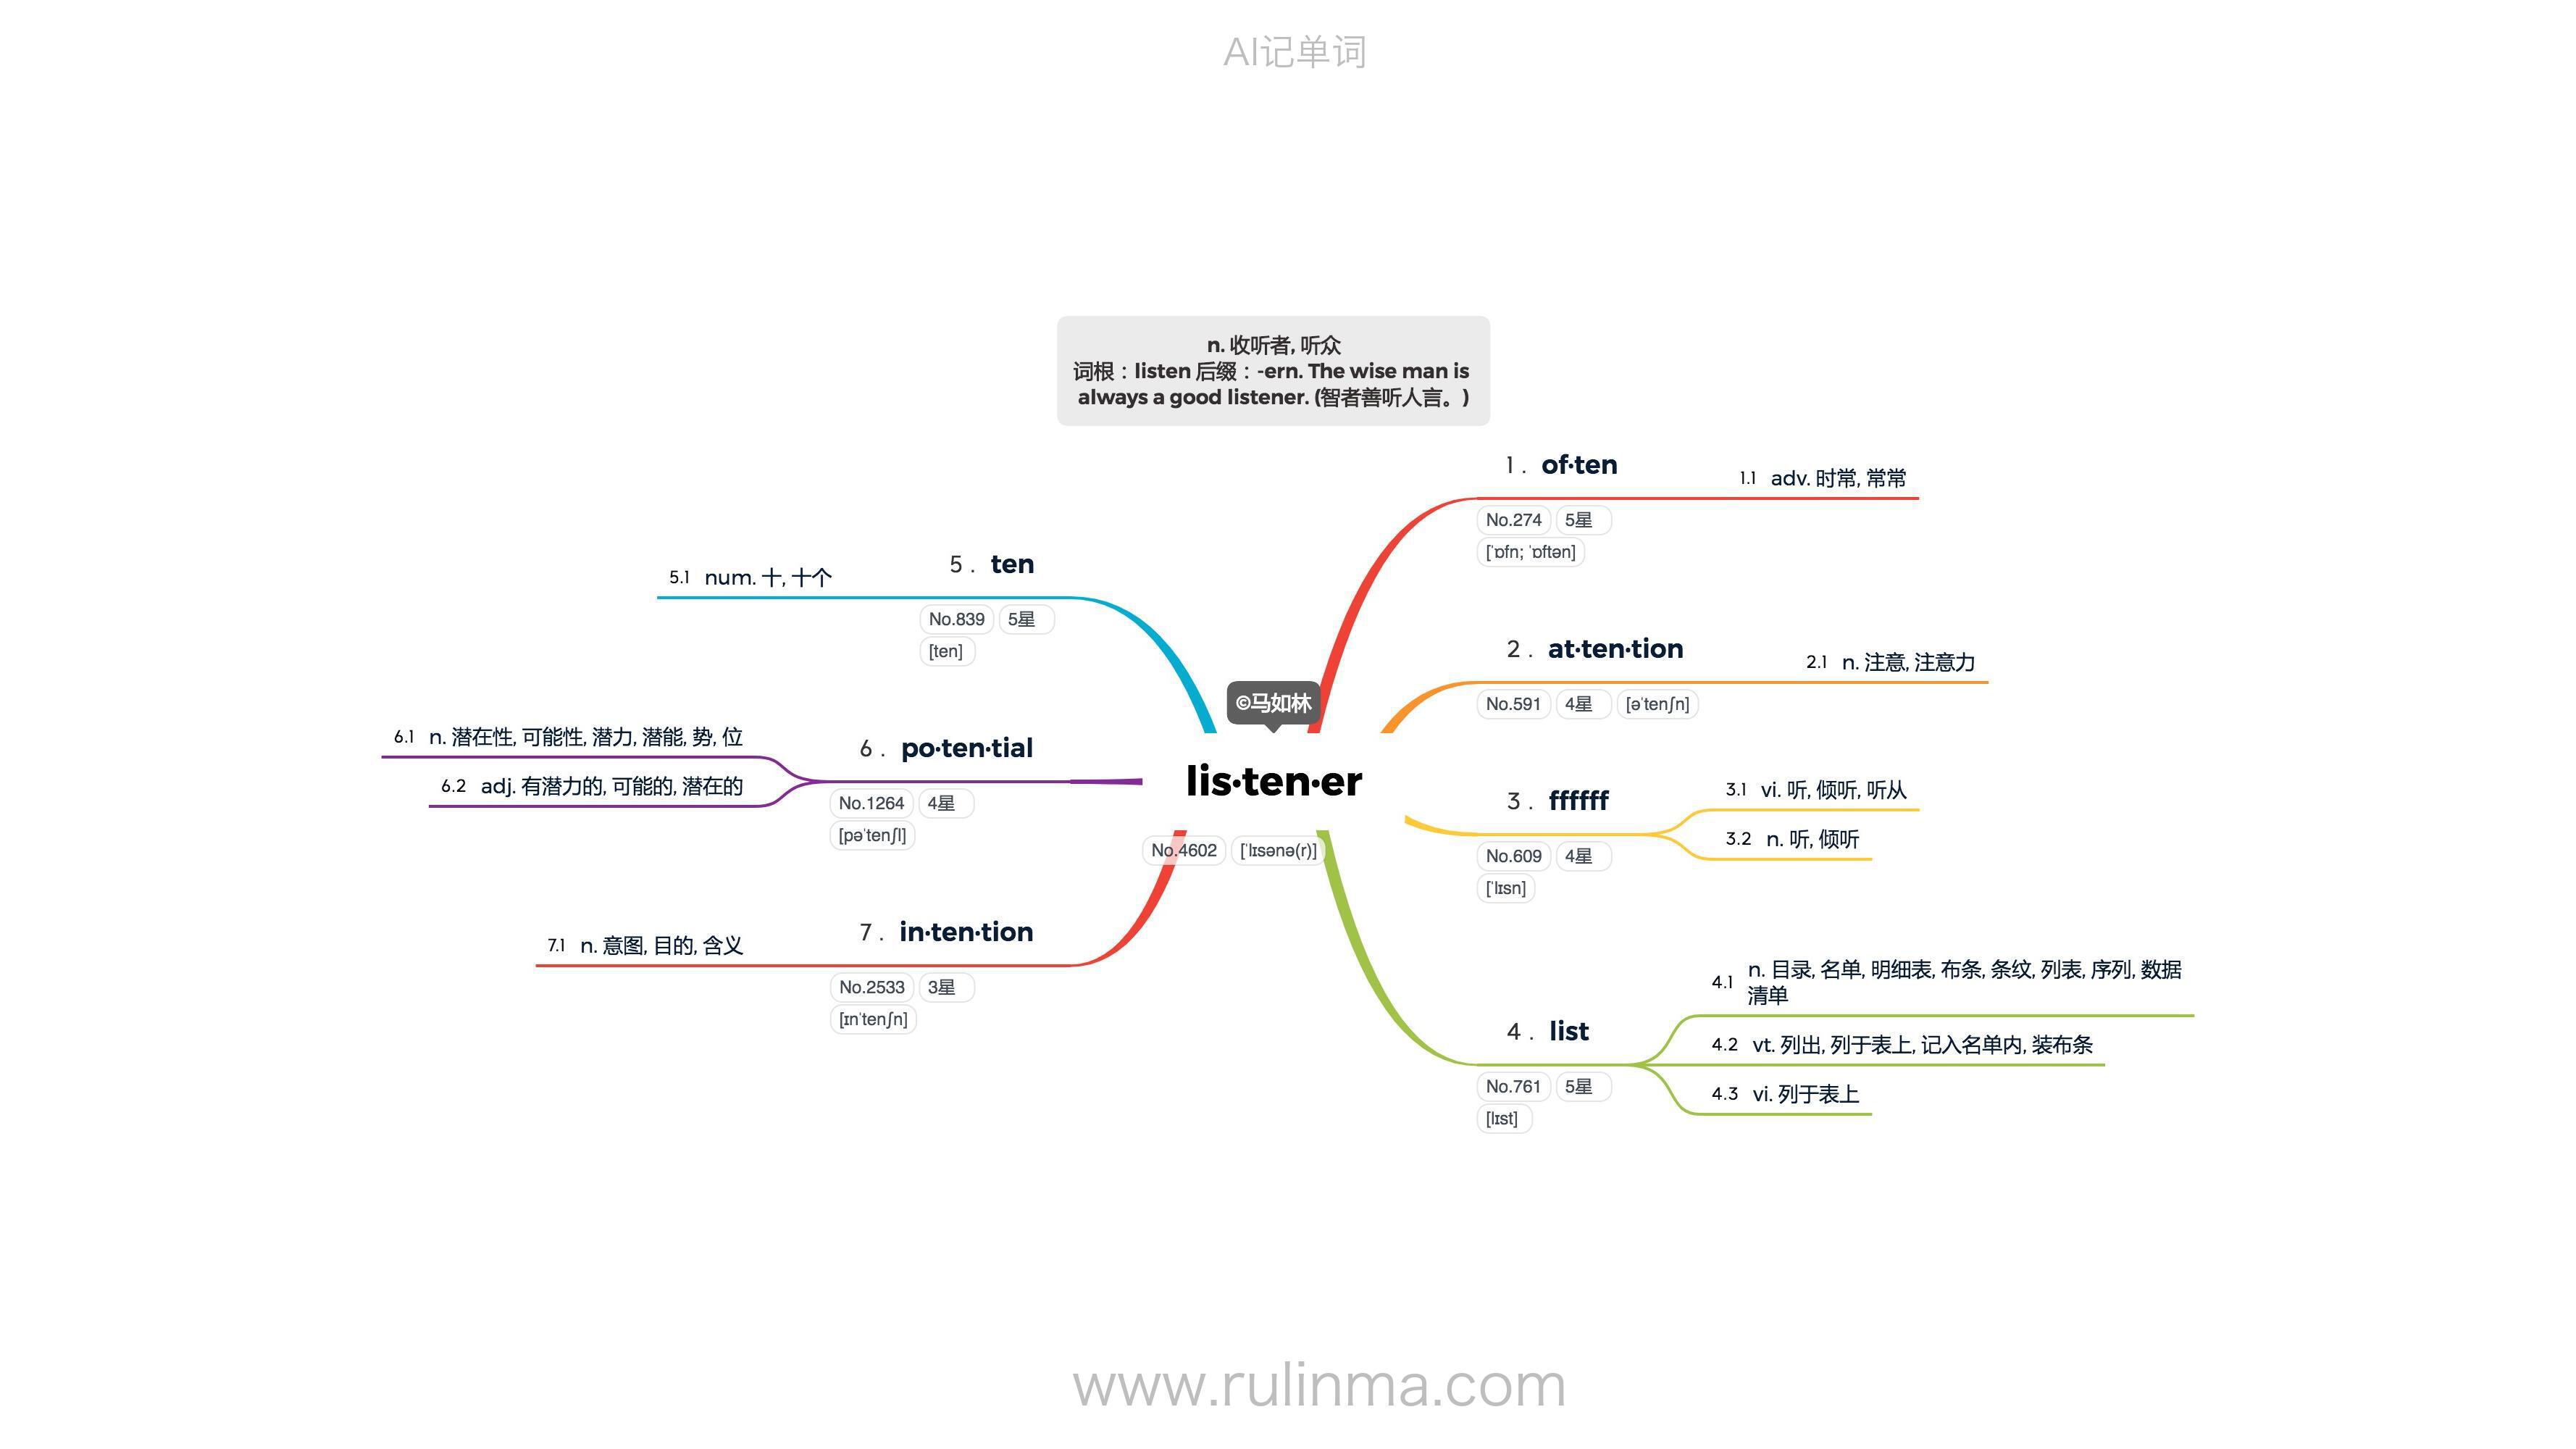 AI记单词
n. 收听者, 听众
词根：listen 后缀：-ern. The wise man is
always a good listener. (智者善听人言。)
©马如林
lis·ten·er
No.4602 [ˈlɪsənə(r)]
1 . of·ten
No.274 5星
[ˈɒfn; ˈɒftən]
1.1 adv. 时常, 常常
2 . at·ten·tion
No.591 4星 [əˈtenʃn]
2.1 n. 注意, 注意力
3 . ffffff
No.609 4星
[ˈlɪsn]
3.1 vi. 听, 倾听, 听从
3.2 n. 听, 倾听
4 . list
No.761 5星
[lɪst]
4.1 n. 目录, 名单, 明细表, 布条, 条纹, 列表, 序列, 数据
清单
4.2 vt. 列出, 列于表上, 记入名单内, 装布条
4.3 vi. 列于表上
5 . ten
No.839 5星
[ten]
5.1 num. 十, 十个
6 . po·ten·tial
No.1264 4星
[pəˈtenʃl]
6.1 n. 潜在性, 可能性, 潜力, 潜能, 势, 位
6.2 adj. 有潜力的, 可能的, 潜在的
7 . in·ten·tion
No.2533 3星
[ɪnˈtenʃn]
7.1 n. 意图, 目的, 含义
www.rulinma.com